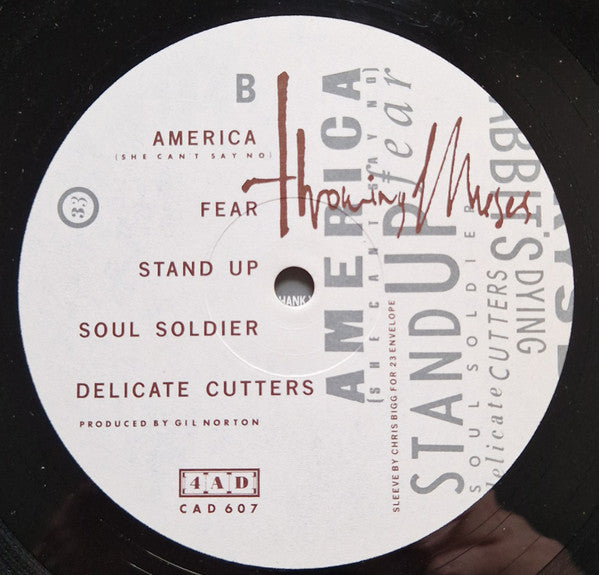 B
AMERICA
(SHE CAN'T SAY NO)
33
FEAR
STAND UP
SOUL SOLDIER
DELICATE CUTTERS
PRODUCED BY GIL NORTON
4AD
CAD 607
Throwing Muses
AMERICA
(SHE CAN'T SAY NO)
fear
STAND UP
SOUL SOLDIER
delicate CUTTERS
ABBIT'S DYING
SLEEVE BY CHRIS BIGG FOR 23 ENVELOPE